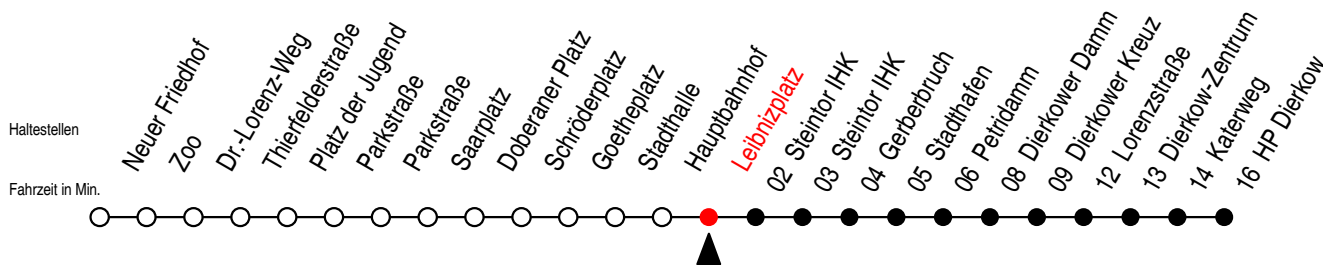 Haltestellen
Fahrzeit in Min.
Neuer Friedhof
Zoo
Dr.-Lorenz-Weg
Thierfelderstraße
Platz der Jugend
Parkstraße
Parkstraße
Saarplatz
Doberaner Platz
Schröderplatz
Goetheplatz
Stadthalle
Hauptbahnhof
Leibnizplatz
02 Steintor IHK
03 Steintor IHK
04 Gerberbruch
05 Stadthafen
06 Petridamm
08 Dierkower Damm
09 Dierkower Kreuz
12 Lorenzstraße
13 Dierkow-Zentrum
14 Katerweg
16 HP Dierkow